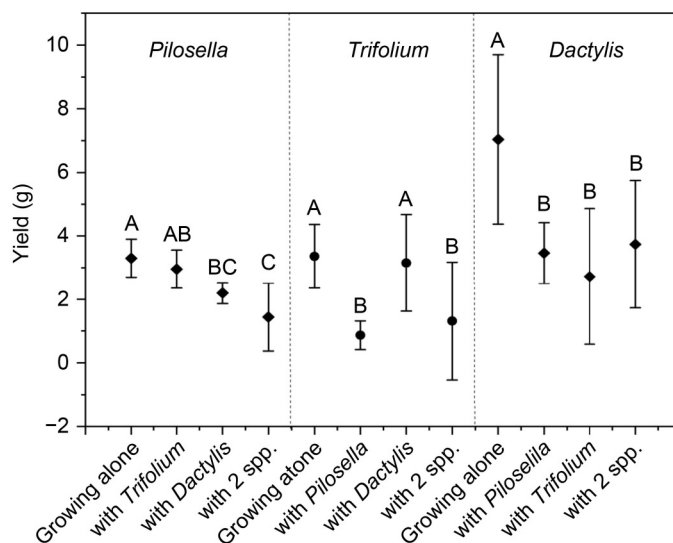 Pilosella
Trifolium
Dactylis
Yield (g)
10
8
6
4
2
0
−2
A
AB
BC
C
A
B
A
B
A
B
B
B
Growing alone
with Trifolium
with Dactylis
with 2 spp.
Growing atone
with Pilosella
with Dactylis
with 2 spp.
Growing alone
with Pilosella
with Trifolium
with 2 spp.